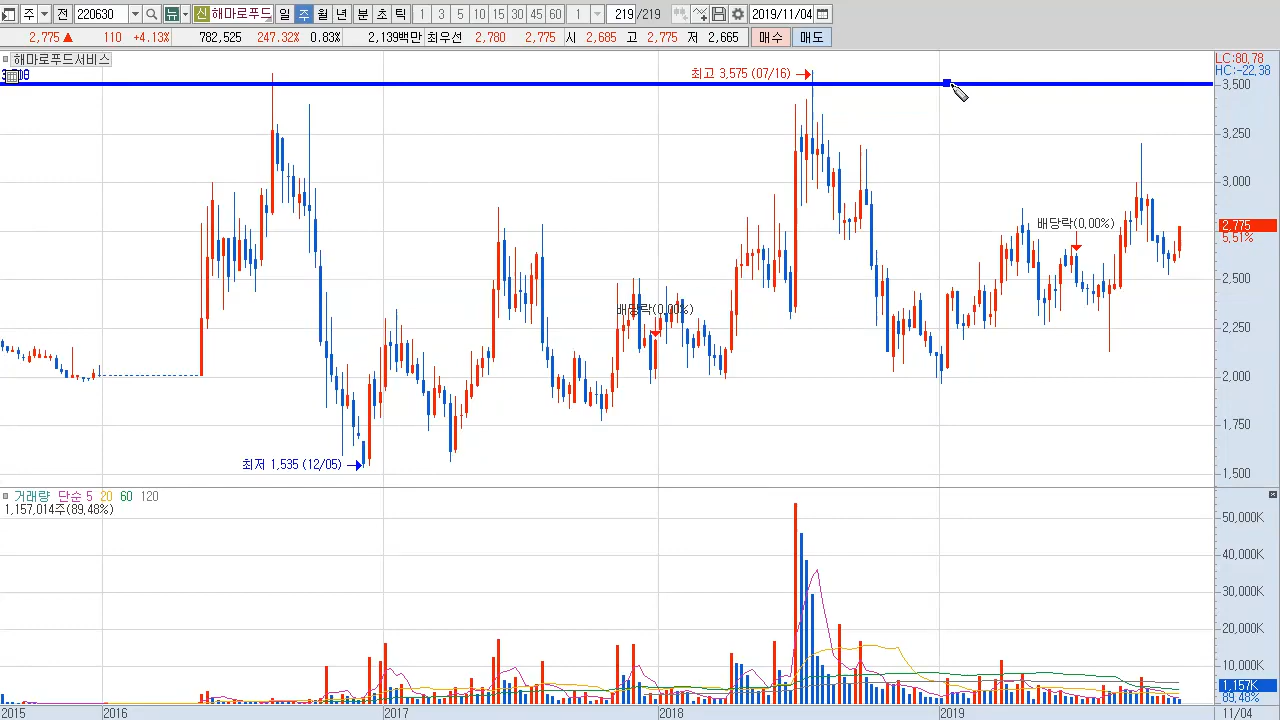 주 전 220630 뉴 신 해마로푸드 일 주 월 년 분 초 틱 1 3 5 10 15 30 45 60 1 219 /219 2019/11/04
2,775 ▲ 110 +4.13% 782,525 247.32% 0.83% 2,139백만 최우선 2,780 2,775 시 2,685 고 2,775 저 2,665 매수 매도
해마로푸드서비스
LC:80.78
HC:-22.38
최고 3,575 (07/16)
3,500
3,250
3,000
배당락(0.00%)
2,775
5.51%
2,500
배당락(0.00%)
2,250
2,000
1,750
최저 1,535 (12/05)
1,500
거래량 단순 5 20 60 120
1,157,014주(89.48%)
50,000K
40,000K
30,000K
20,000K
10,000K
1,157K
89.48%
2015 2016 2017 2018 2019 11/04